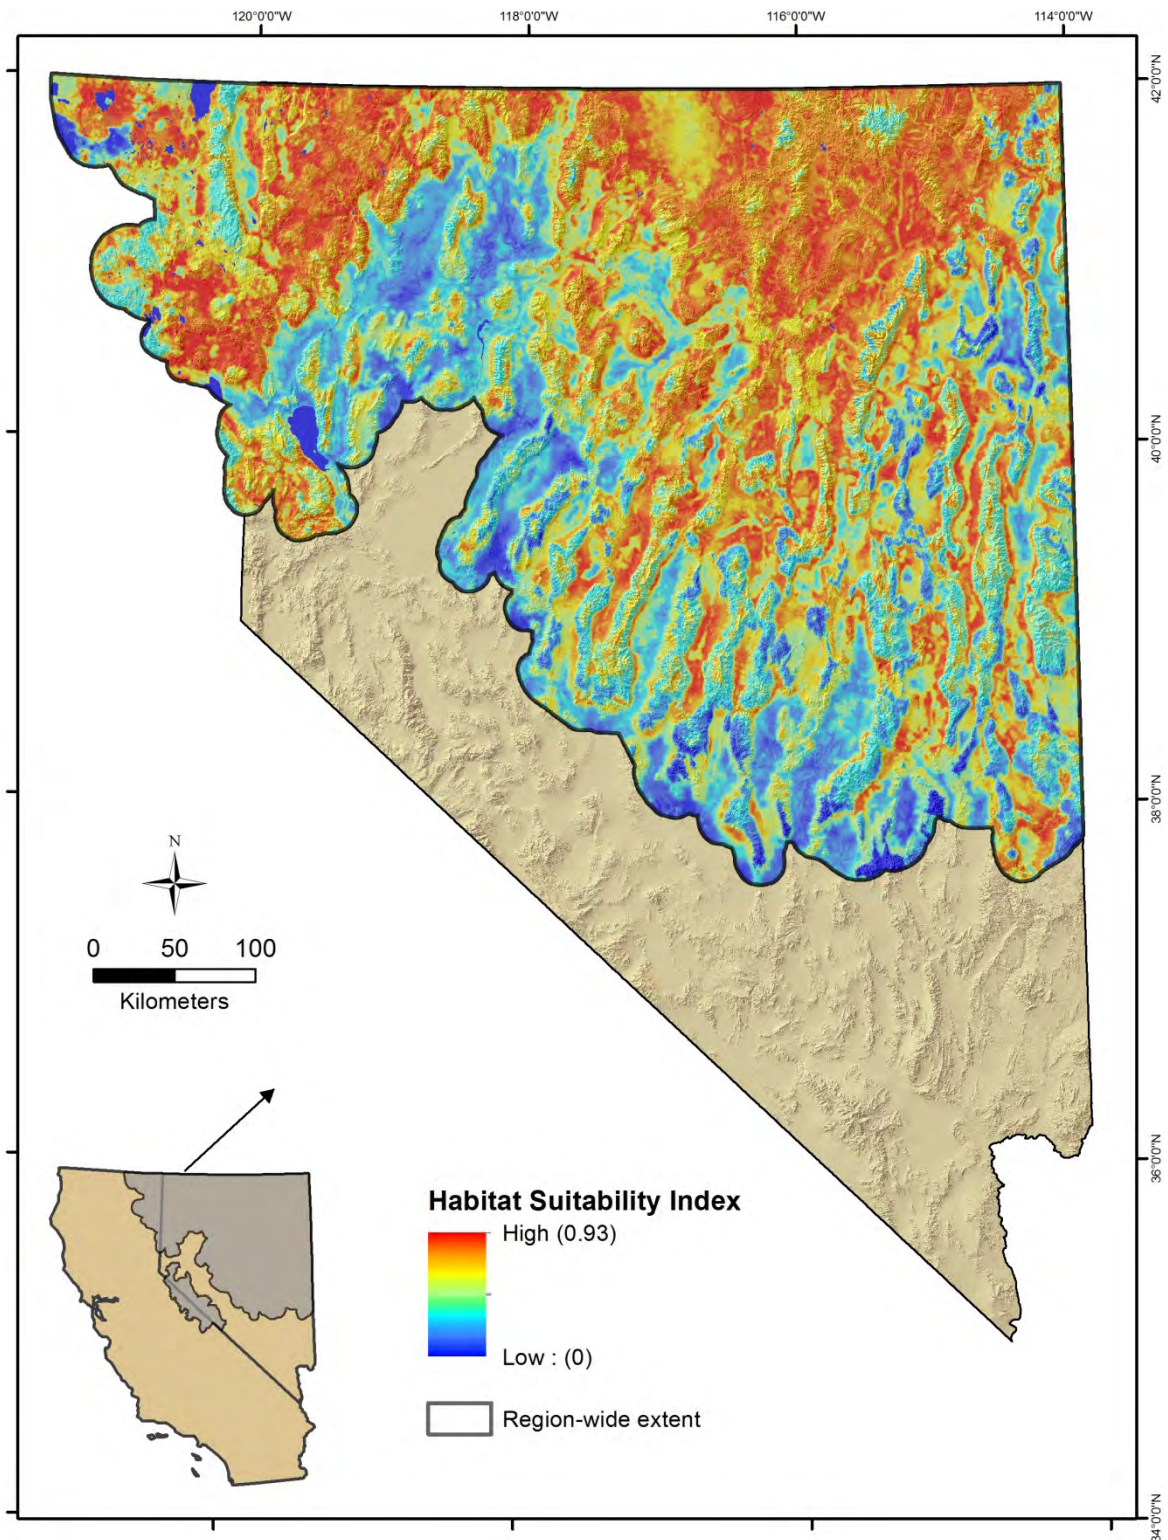 120°0'0"W 118°0'0"W 116°0'0"W 114°0'0"W
42°0'0"N
40°0'0"N
38°0'0"N
N
0 50 100
Kilometers
36°0'0"N
Habitat Suitability Index
High (0.93)
Low : (0)
Region-wide extent
34°0'0"N